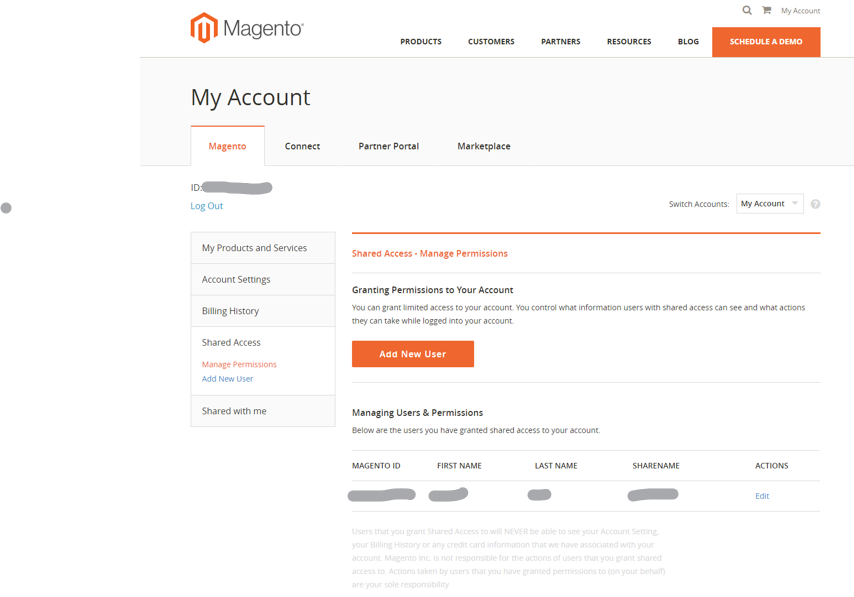 Magento
My Account
PRODUCTS CUSTOMERS PARTNERS RESOURCES BLOG SCHEDULE A DEMO
My Account
Magento Connect Partner Portal Marketplace
ID:
Log Out
Switch Accounts: My Account ?
My Products and Services
Account Settings
Billing History
Shared Access
Manage Permissions
Add New User
Shared with me
Shared Access - Manage Permissions
Granting Permissions to Your Account
You can grant limited access to your account. You control what information users with shared access can see and what actions
they can take while logged into your account.
Add New User
Managing Users & Permissions
Below are the users you have granted shared access to your account.
MAGENTO ID FIRST NAME LAST NAME SHARENAME ACTIONS
Edit
Users that you grant Shared Access to will NEVER be able to see your Account Setting,
your Billing History or any credit card information that we have associated with your
account. Magento Inc. is not responsible for the actions of users that you grant shared
access to. Actions taken by users that you have granted permissions to (on your behalf)
are your sole responsibility